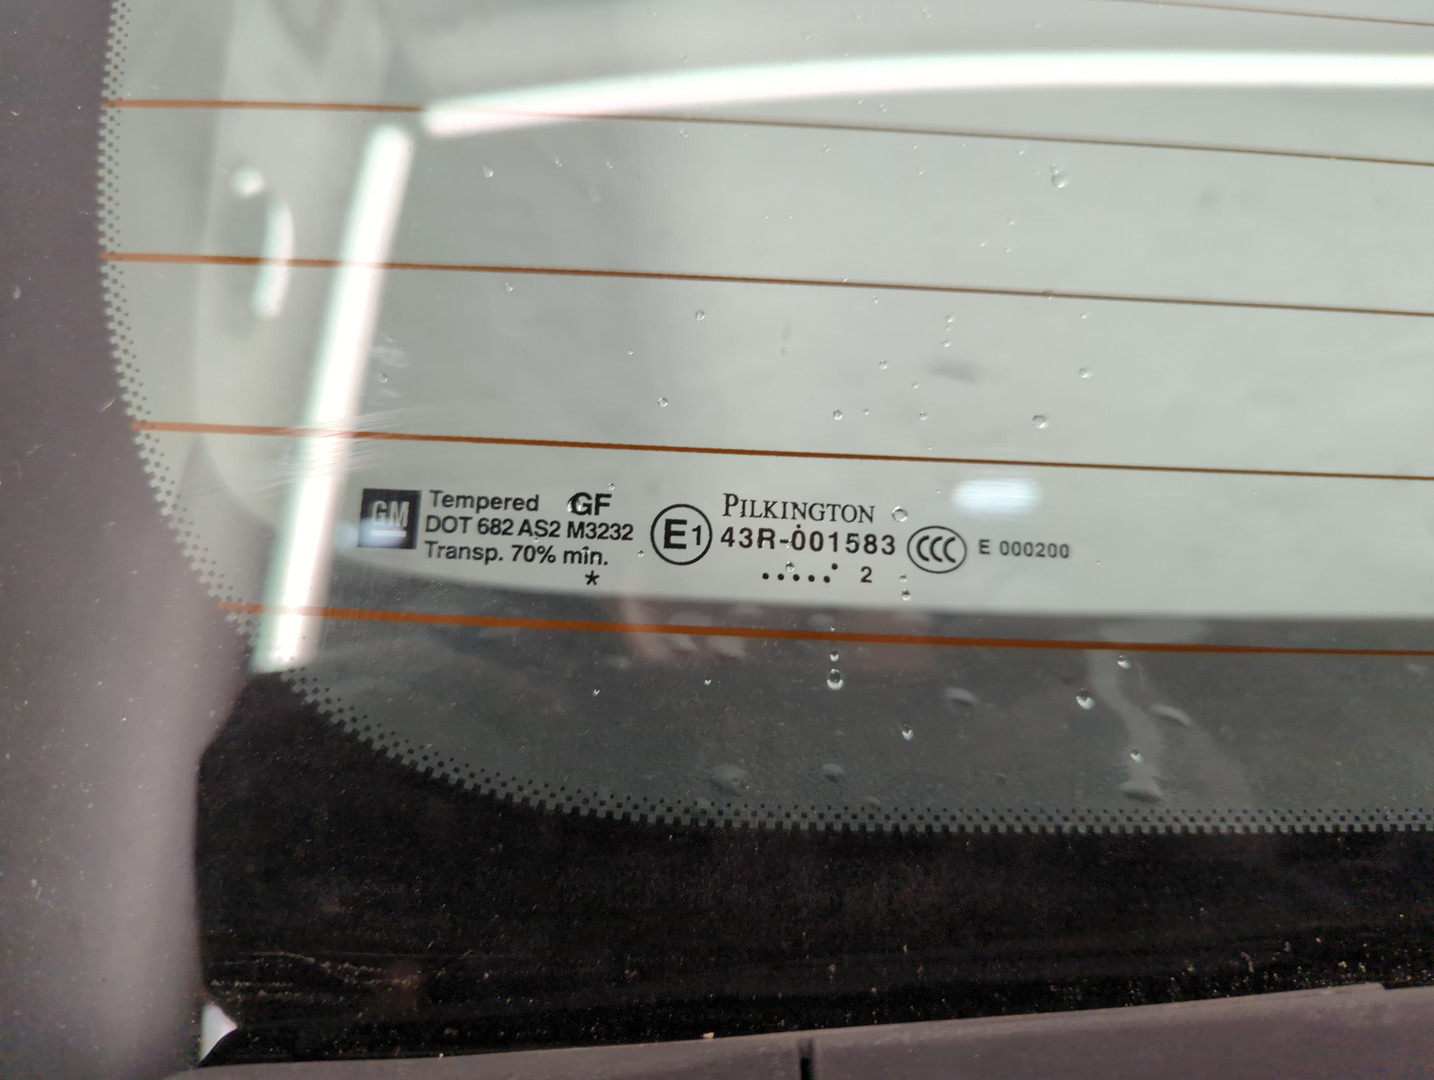 GM
Tempered GF
DOT 682 AS2 M3232
Transp. 70% min.
*
E1
PILKINGTON
43R-001583
...... 2
CCC
E 000200